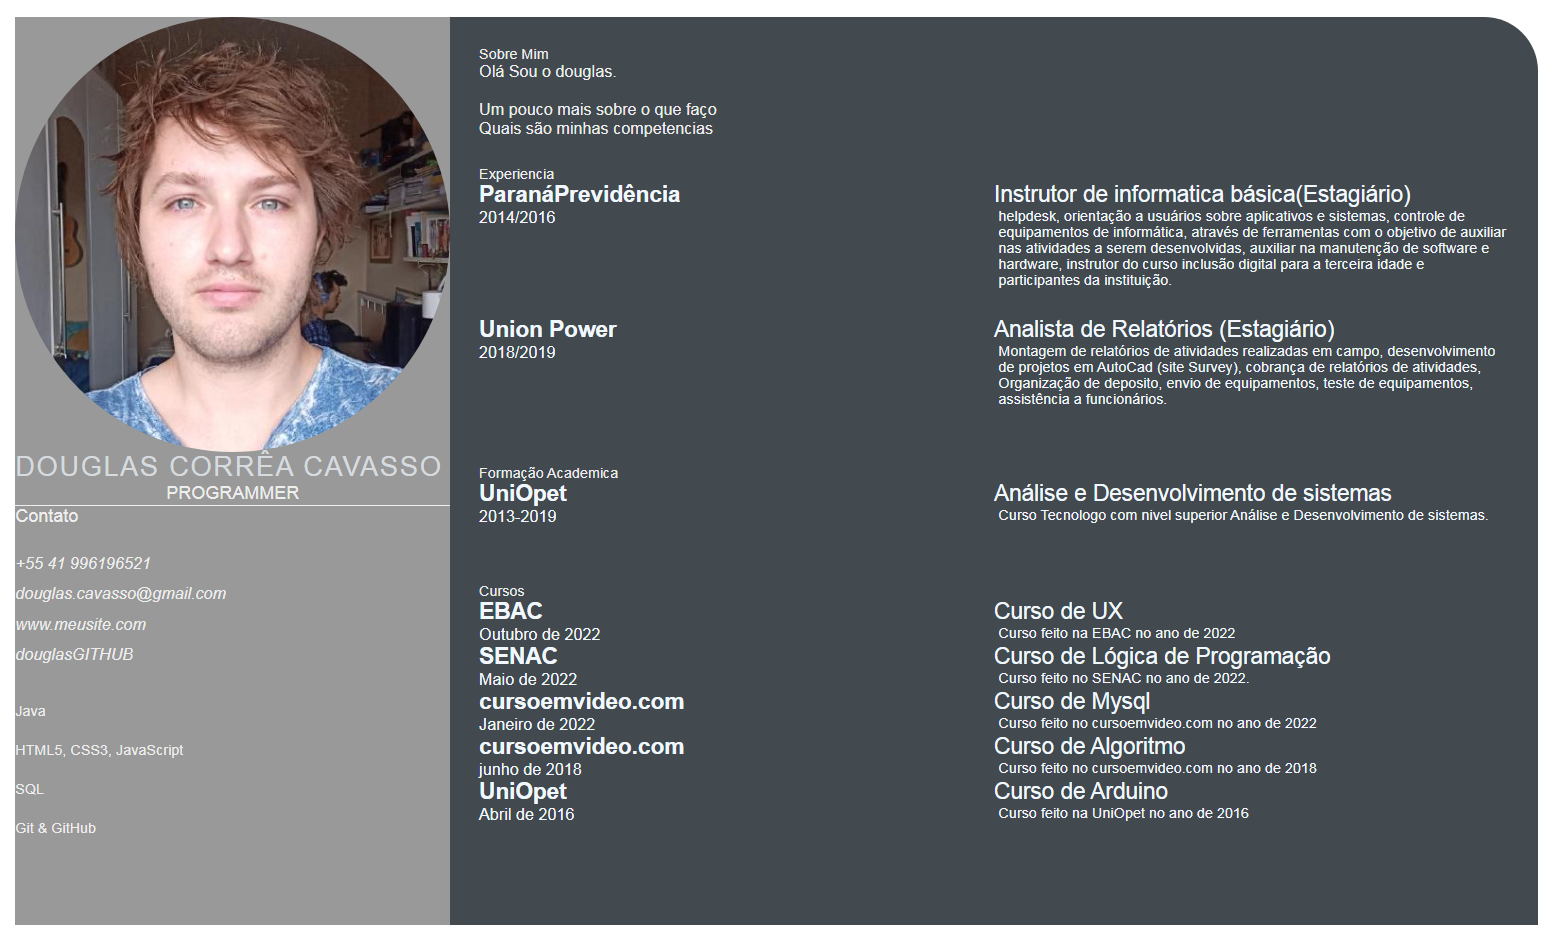 DOUGLAS CORRÊA CAVASSO
PROGRAMMER
Contato
+55 41 996196521
douglas.cavasso@gmail.com
www.meusite.com
douglasGITHUB
Java
HTML5, CSS3, JavaScript
SQL
Git & GitHub
Sobre Mim
Olá Sou o douglas.
Um pouco mais sobre o que faço
Quais são minhas competencias
Experiencia
ParanáPrevidência
2014/2016
Instrutor de informatica básica(Estagiário)
helpdesk, orientação a usuários sobre aplicativos e sistemas, controle de
equipamentos de informática, através de ferramentas com o objetivo de auxiliar
nas atividades a serem desenvolvidas, auxiliar na manutenção de software e
hardware, instrutor do curso inclusão digital para a terceira idade e
participantes da instituição.
Union Power
2018/2019
Analista de Relatórios (Estagiário)
Montagem de relatórios de atividades realizadas em campo, desenvolvimento
de projetos em AutoCad (site Survey), cobrança de relatórios de atividades,
Organização de deposito, envio de equipamentos, teste de equipamentos,
assistência a funcionários.
Formação Academica
UniOpet
2013-2019
Análise e Desenvolvimento de sistemas
Curso Tecnologo com nivel superior Análise e Desenvolvimento de sistemas.
Cursos
EBAC
Outubro de 2022
Curso de UX
Curso feito na EBAC no ano de 2022
SENAC
Maio de 2022
Curso de Lógica de Programação
Curso feito no SENAC no ano de 2022.
cursoemvideo.com
Janeiro de 2022
Curso de Mysql
Curso feito no cursoemvideo.com no ano de 2022
cursoemvideo.com
junho de 2018
Curso de Algoritmo
Curso feito no cursoemvideo.com no ano de 2018
UniOpet
Abril de 2016
Curso de Arduino
Curso feito na UniOpet no ano de 2016